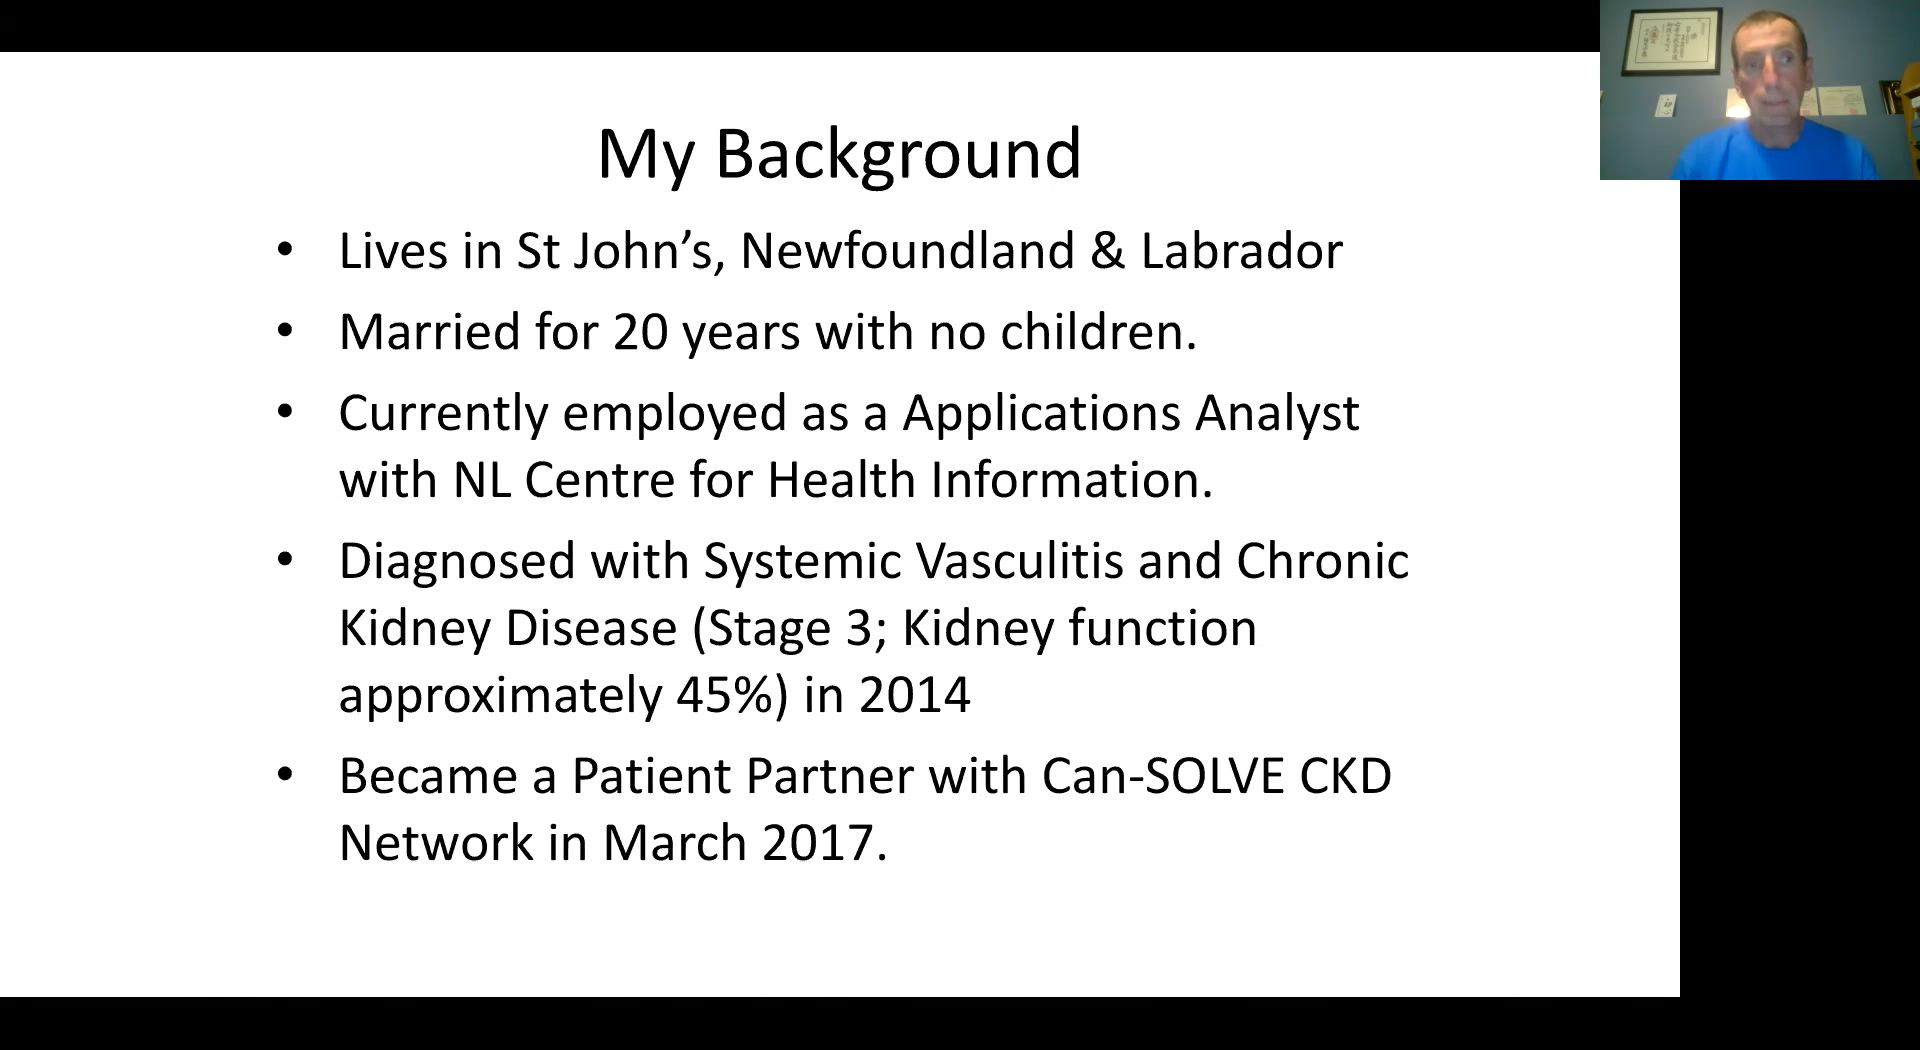 My Background
• Lives in St John’s, Newfoundland & Labrador
• Married for 20 years with no children.
• Currently employed as a Applications Analyst
with NL Centre for Health Information.
• Diagnosed with Systemic Vasculitis and Chronic
Kidney Disease (Stage 3; Kidney function
approximately 45%) in 2014
• Became a Patient Partner with Can-SOLVE CKD
Network in March 2017.